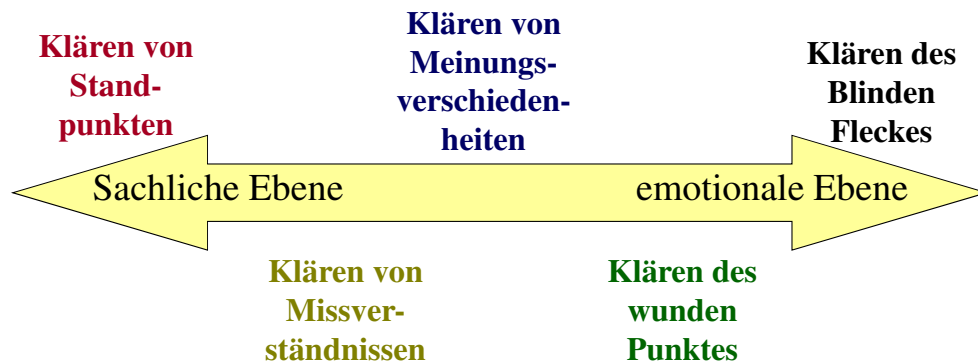 Klären von
Stand-
punkten
Klären von
Meinungs-
verschieden-
heiten
Klären des
Blinden
Fleckes
Sachliche Ebene
emotionale Ebene
Klären von
Missver-
ständnissen
Klären des
wunden
Punktes